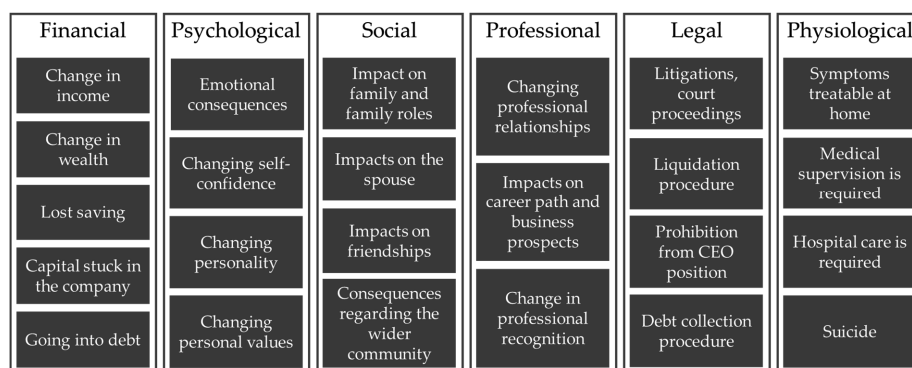 Financial
Change in
income
Change in
wealth
Lost saving
Capital stuck in
the company
Going into debt
Psychological
Emotional
consequences
Changing self-
confidence
Changing
personality
Changing
personal values
Social
Impact on
family and
family roles
Impacts on the
spouse
Impacts on
friendships
Consequences
regarding the
wider
community
Professional
Changing
professional
relationships
Impacts on
career path and
business
prospects
Change in
professional
recognition
Legal
Litigations,
court
proceedings
Liquidation
procedure
Prohibition
from CEO
position
Debt collection
procedure
Physiological
Symptoms
treatable at
home
Medical
supervision is
required
Hospital care is
required
Suicide